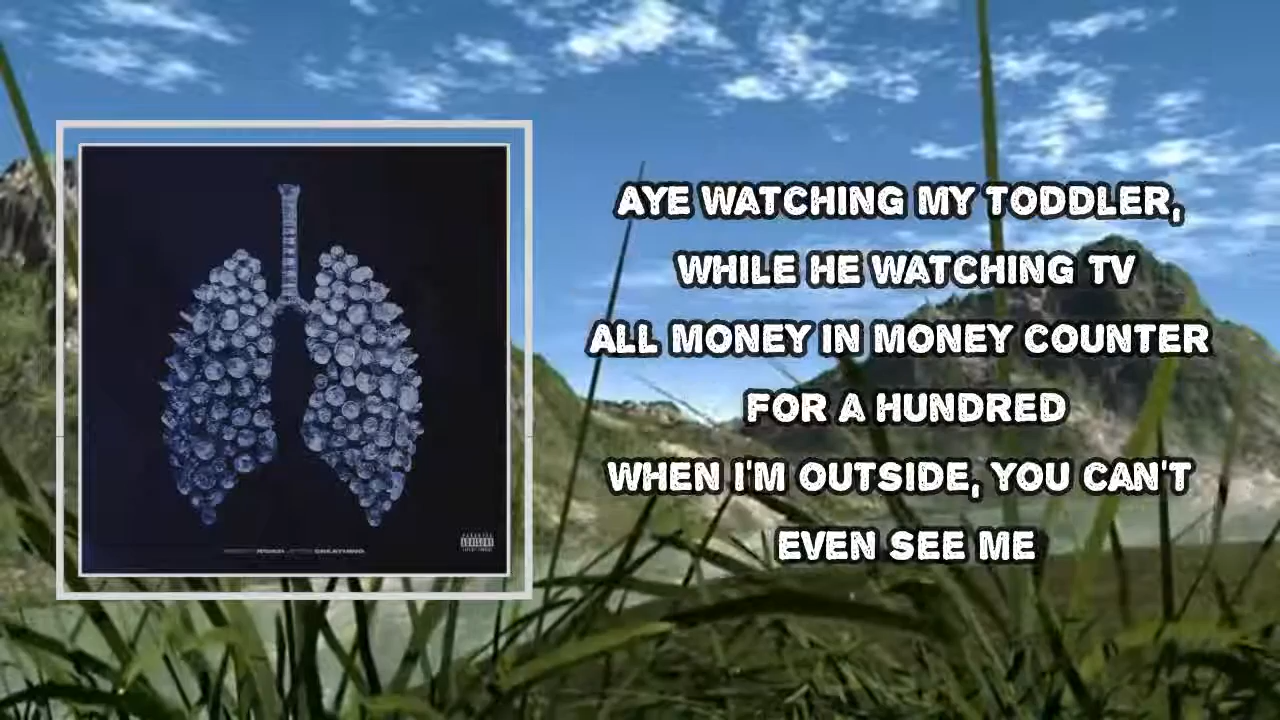 AYE WATCHING MY TODDLER,
WHILE HE WATCHING TV
ALL MONEY IN MONEY COUNTER
FOR A HUNDRED
WHEN I'M OUTSIDE, YOU CAN'T
EVEN SEE ME
ADVISORY